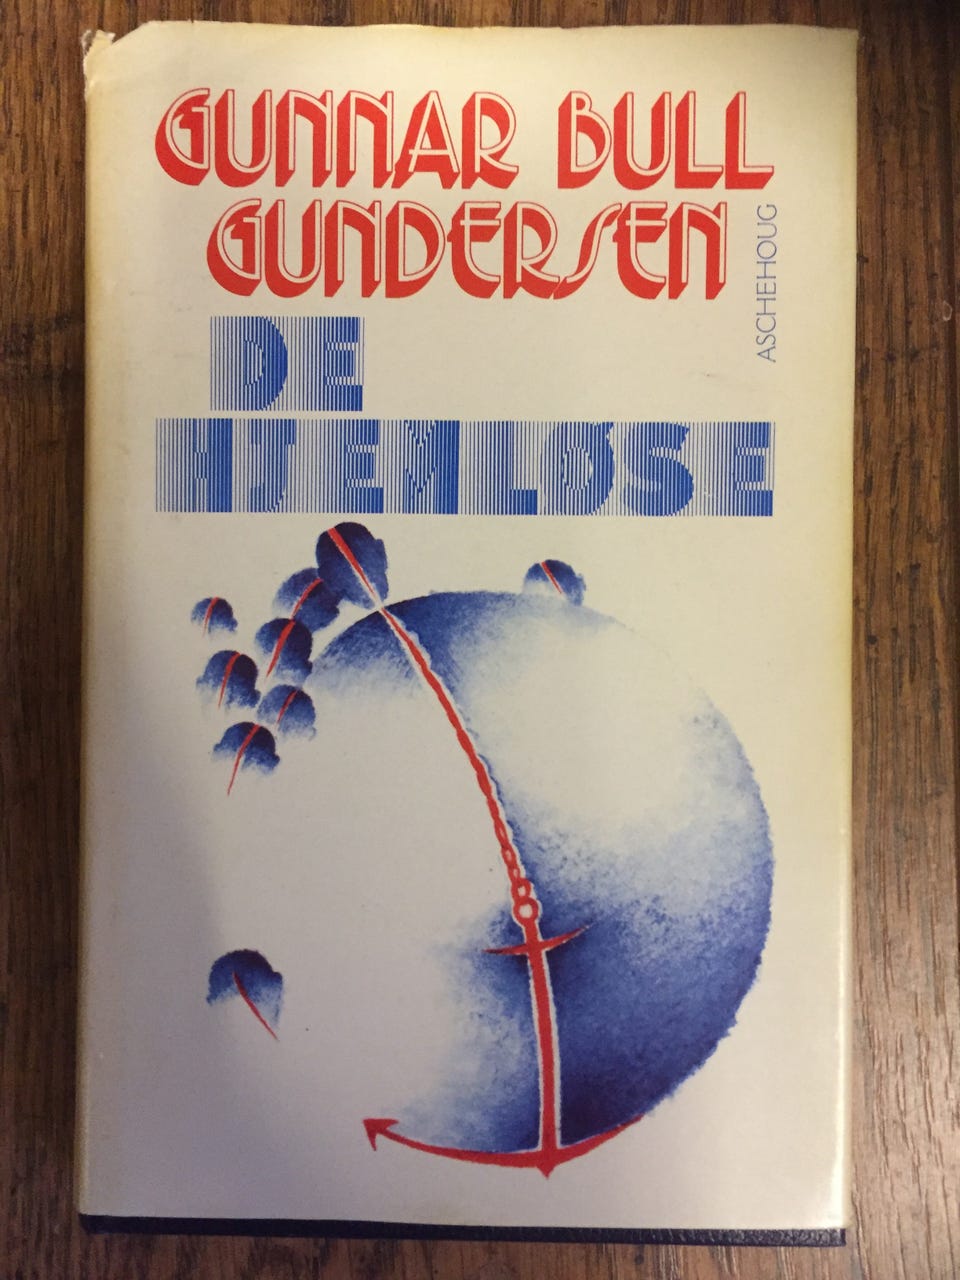 GUNNAR BULL
GUNDERSEN
ASCHEHOUG
DE
HJEMLØSE